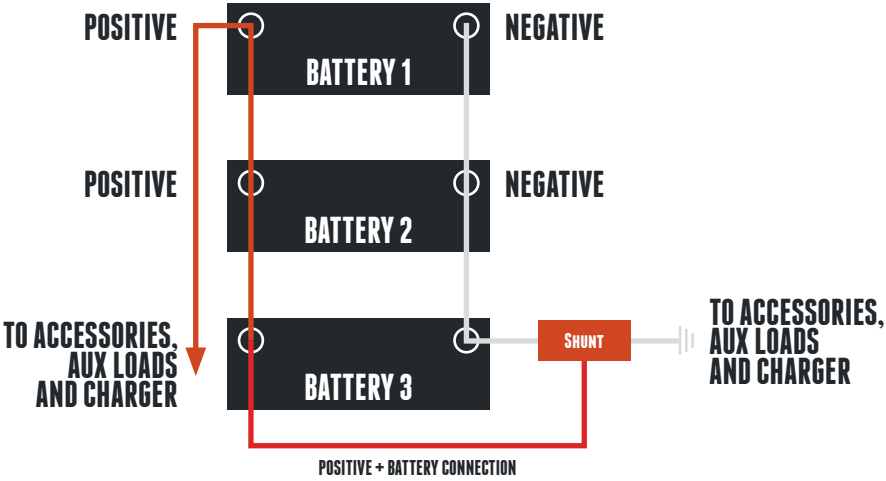 POSITIVE
NEGATIVE
BATTERY 1
POSITIVE
NEGATIVE
BATTERY 2
TO ACCESSORIES,
AUX LOADS
AND CHARGER
BATTERY 3
SHUNT
TO ACCESSORIES,
AUX LOADS
AND CHARGER
POSITIVE + BATTERY CONNECTION